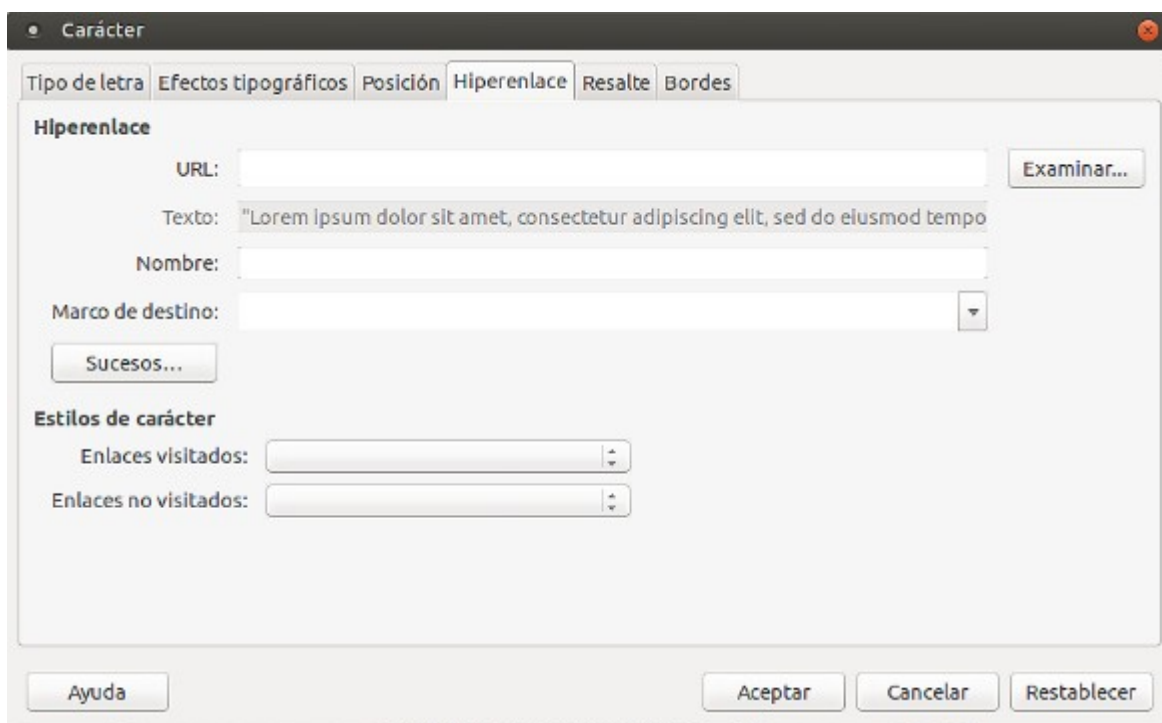 Carácter
Tipo de letra Efectos tipográficos Posición Hiperenlace Resalte Bordes
Hiperenlace
URL: Examinar...
Texto: "Lorem ipsum dolor sit amet, consectetur adipiscing elit, sed do eiusmod tempo
Nombre:
Marco de destino:
Sucesos...
Estilos de carácter
Enlaces visitados:
Enlaces no visitados:
Ayuda Aceptar Cancelar Restablecer